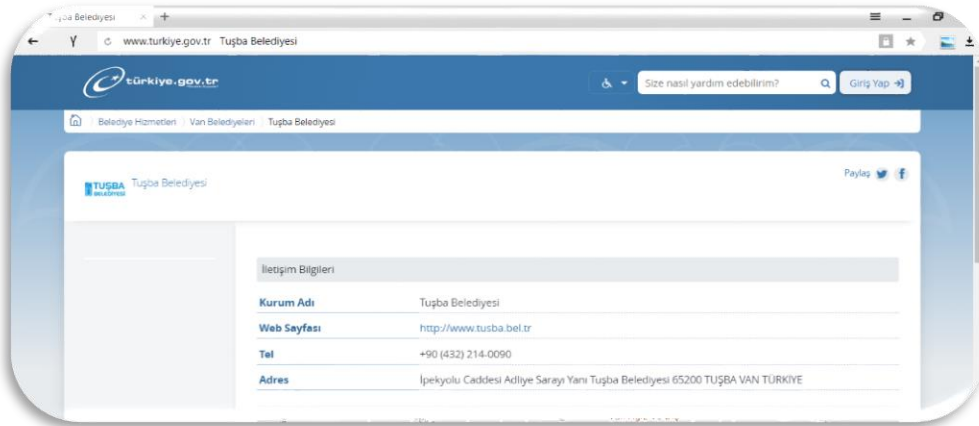 Tuşba Belediyesi
www.turkiye.gov.tr Tuşba Belediyesi
türkiye.gov.tr
Size nasıl yardım edebilirim?
Giriş Yap
Belediye Hizmetleri Van Belediyeleri Tuşba Belediyesi
TUŞBA
BELEDİYESİ
Tuşba Belediyesi
Paylaş
İletişim Bilgileri
Kurum Adı Tuşba Belediyesi
Web Sayfası http://www.tusba.bel.tr
Tel +90 (432) 214-0090
Adres İpekyolu Caddesi Adliye Sarayı Yanı Tuşba Belediyesi 65200 TUŞBA VAN TÜRKİYE